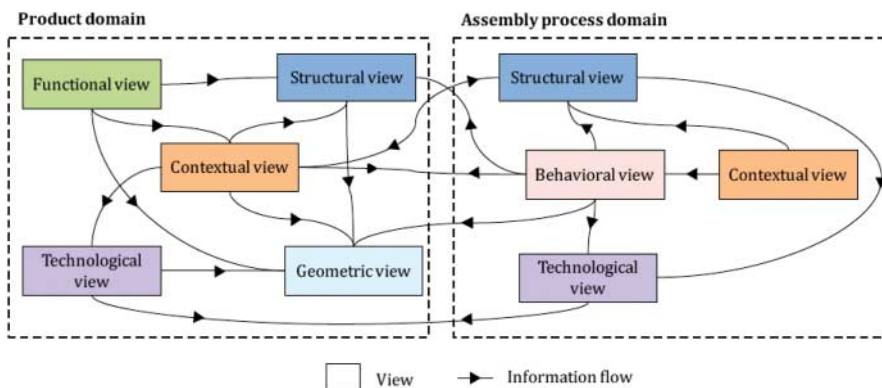 Product domain
Assembly process domain
Functional view
Structural view
Structural view
Contextual view
Behavioral view
Contextual view
Technological
view
Geometric view
Technological
view
View
Information flow